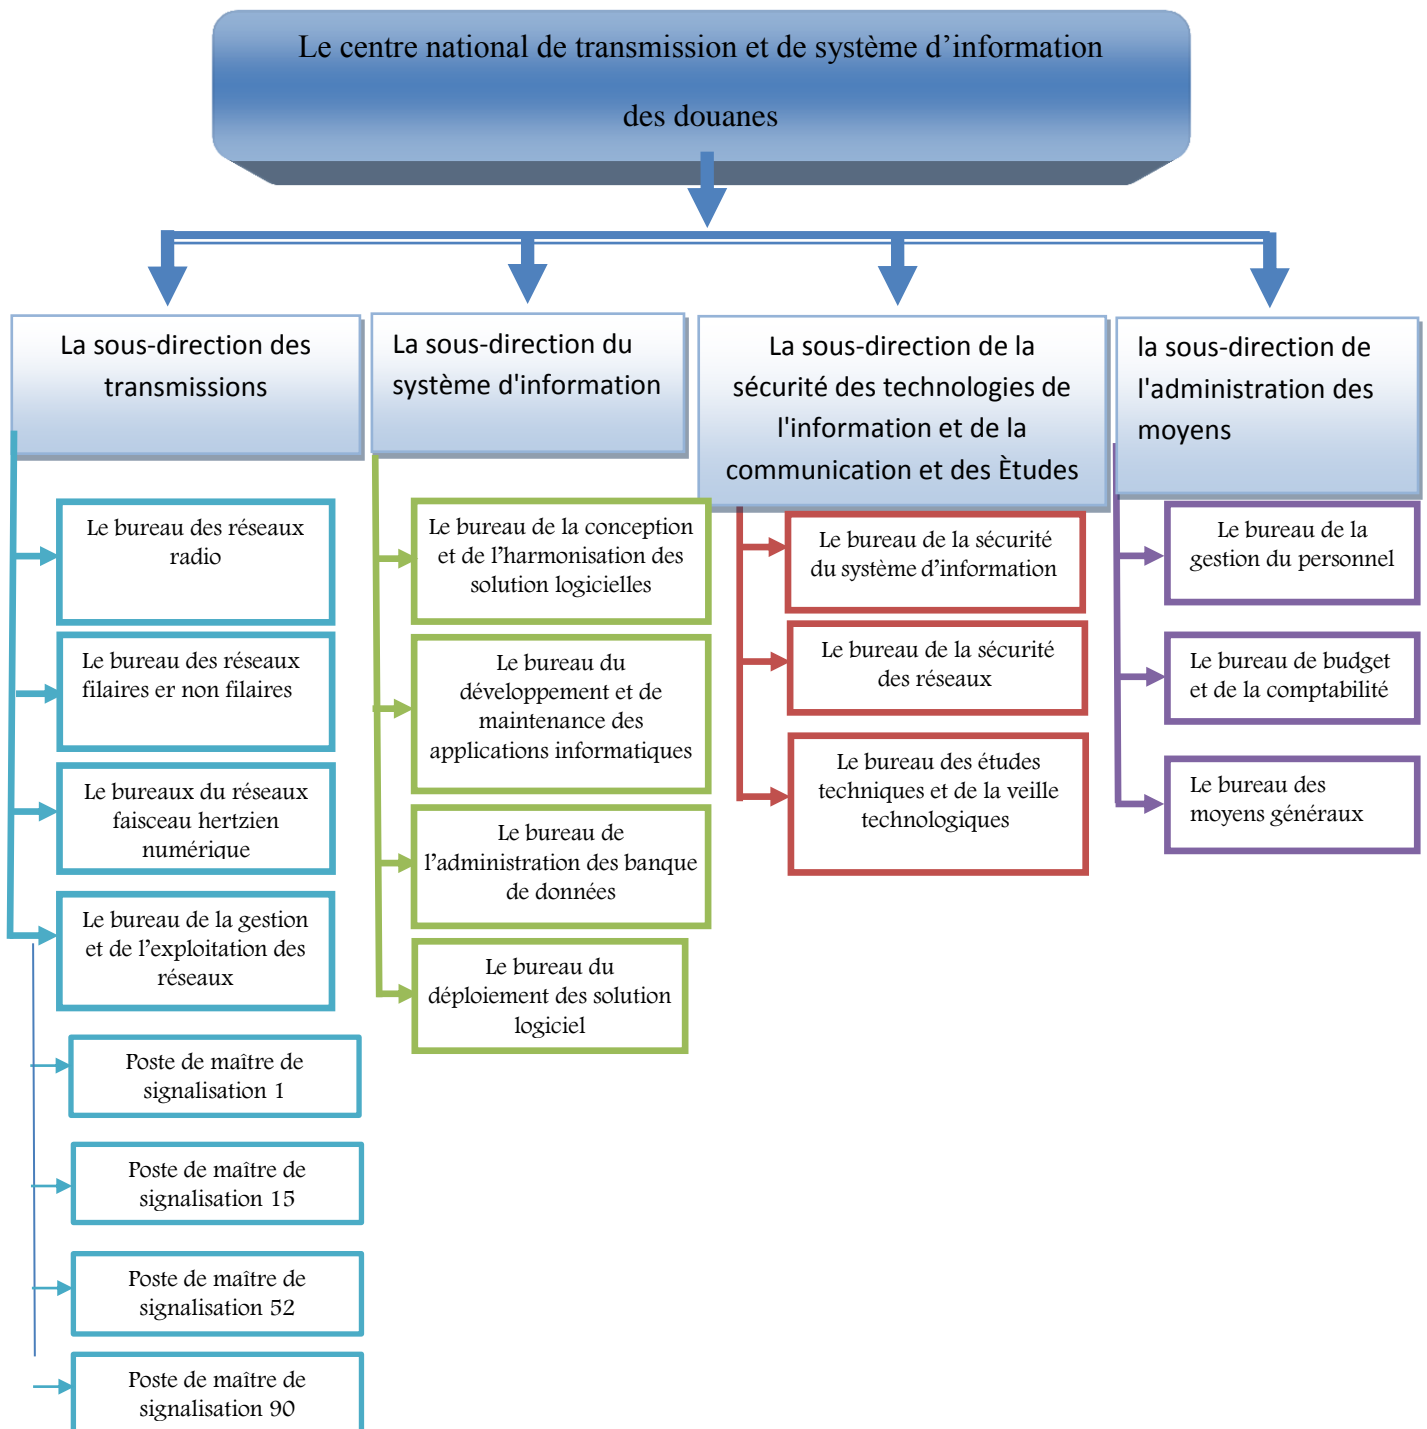 Le centre national de transmission et de système d’information
des douanes
La sous-direction des
transmissions
Le bureau des réseaux
radio
Le bureau des réseaux
filaires er non filaires
Le bureaux du réseaux
faisceau hertzien
numérique
Le bureau de la gestion
et de l’exploitation des
réseaux
Poste de maître de
signalisation 1
Poste de maître de
signalisation 15
Poste de maître de
signalisation 52
Poste de maître de
signalisation 90
La sous-direction du
système d'information
Le bureau de la conception
et de l’harmonisation des
solution logicielles
Le bureau du
développement et de
maintenance des
applications informatiques
Le bureau de
l’administration des banque
de données
Le bureau du
déploiement des solution
logiciel
La sous-direction de la
sécurité des technologies de
l'information et de la
communication et des Ètudes
Le bureau de la sécurité
du système d’information
Le bureau de la sécurité
des réseaux
Le bureau des études
techniques et de la veille
technologiques
la sous-direction de
l'administration des
moyens
Le bureau de la
gestion du personnel
Le bureau de budget
et de la comptabilité
Le bureau des
moyens généraux